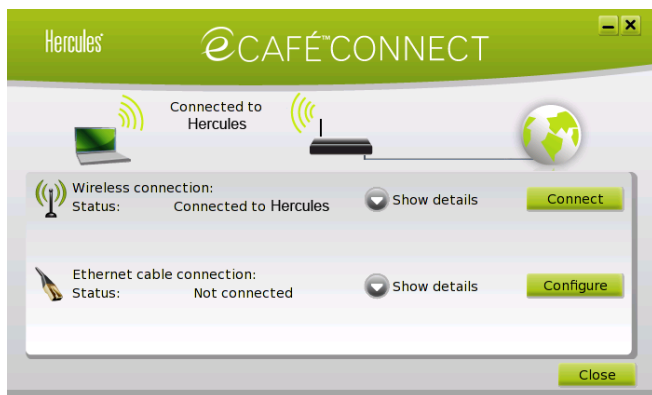 Hercules
eCAFÉ™CONNECT
Connected to
Hercules
Wireless connection:
Status: Connected to Hercules
Show details
Connect
Ethernet cable connection:
Status: Not connected
Show details
Configure
Close